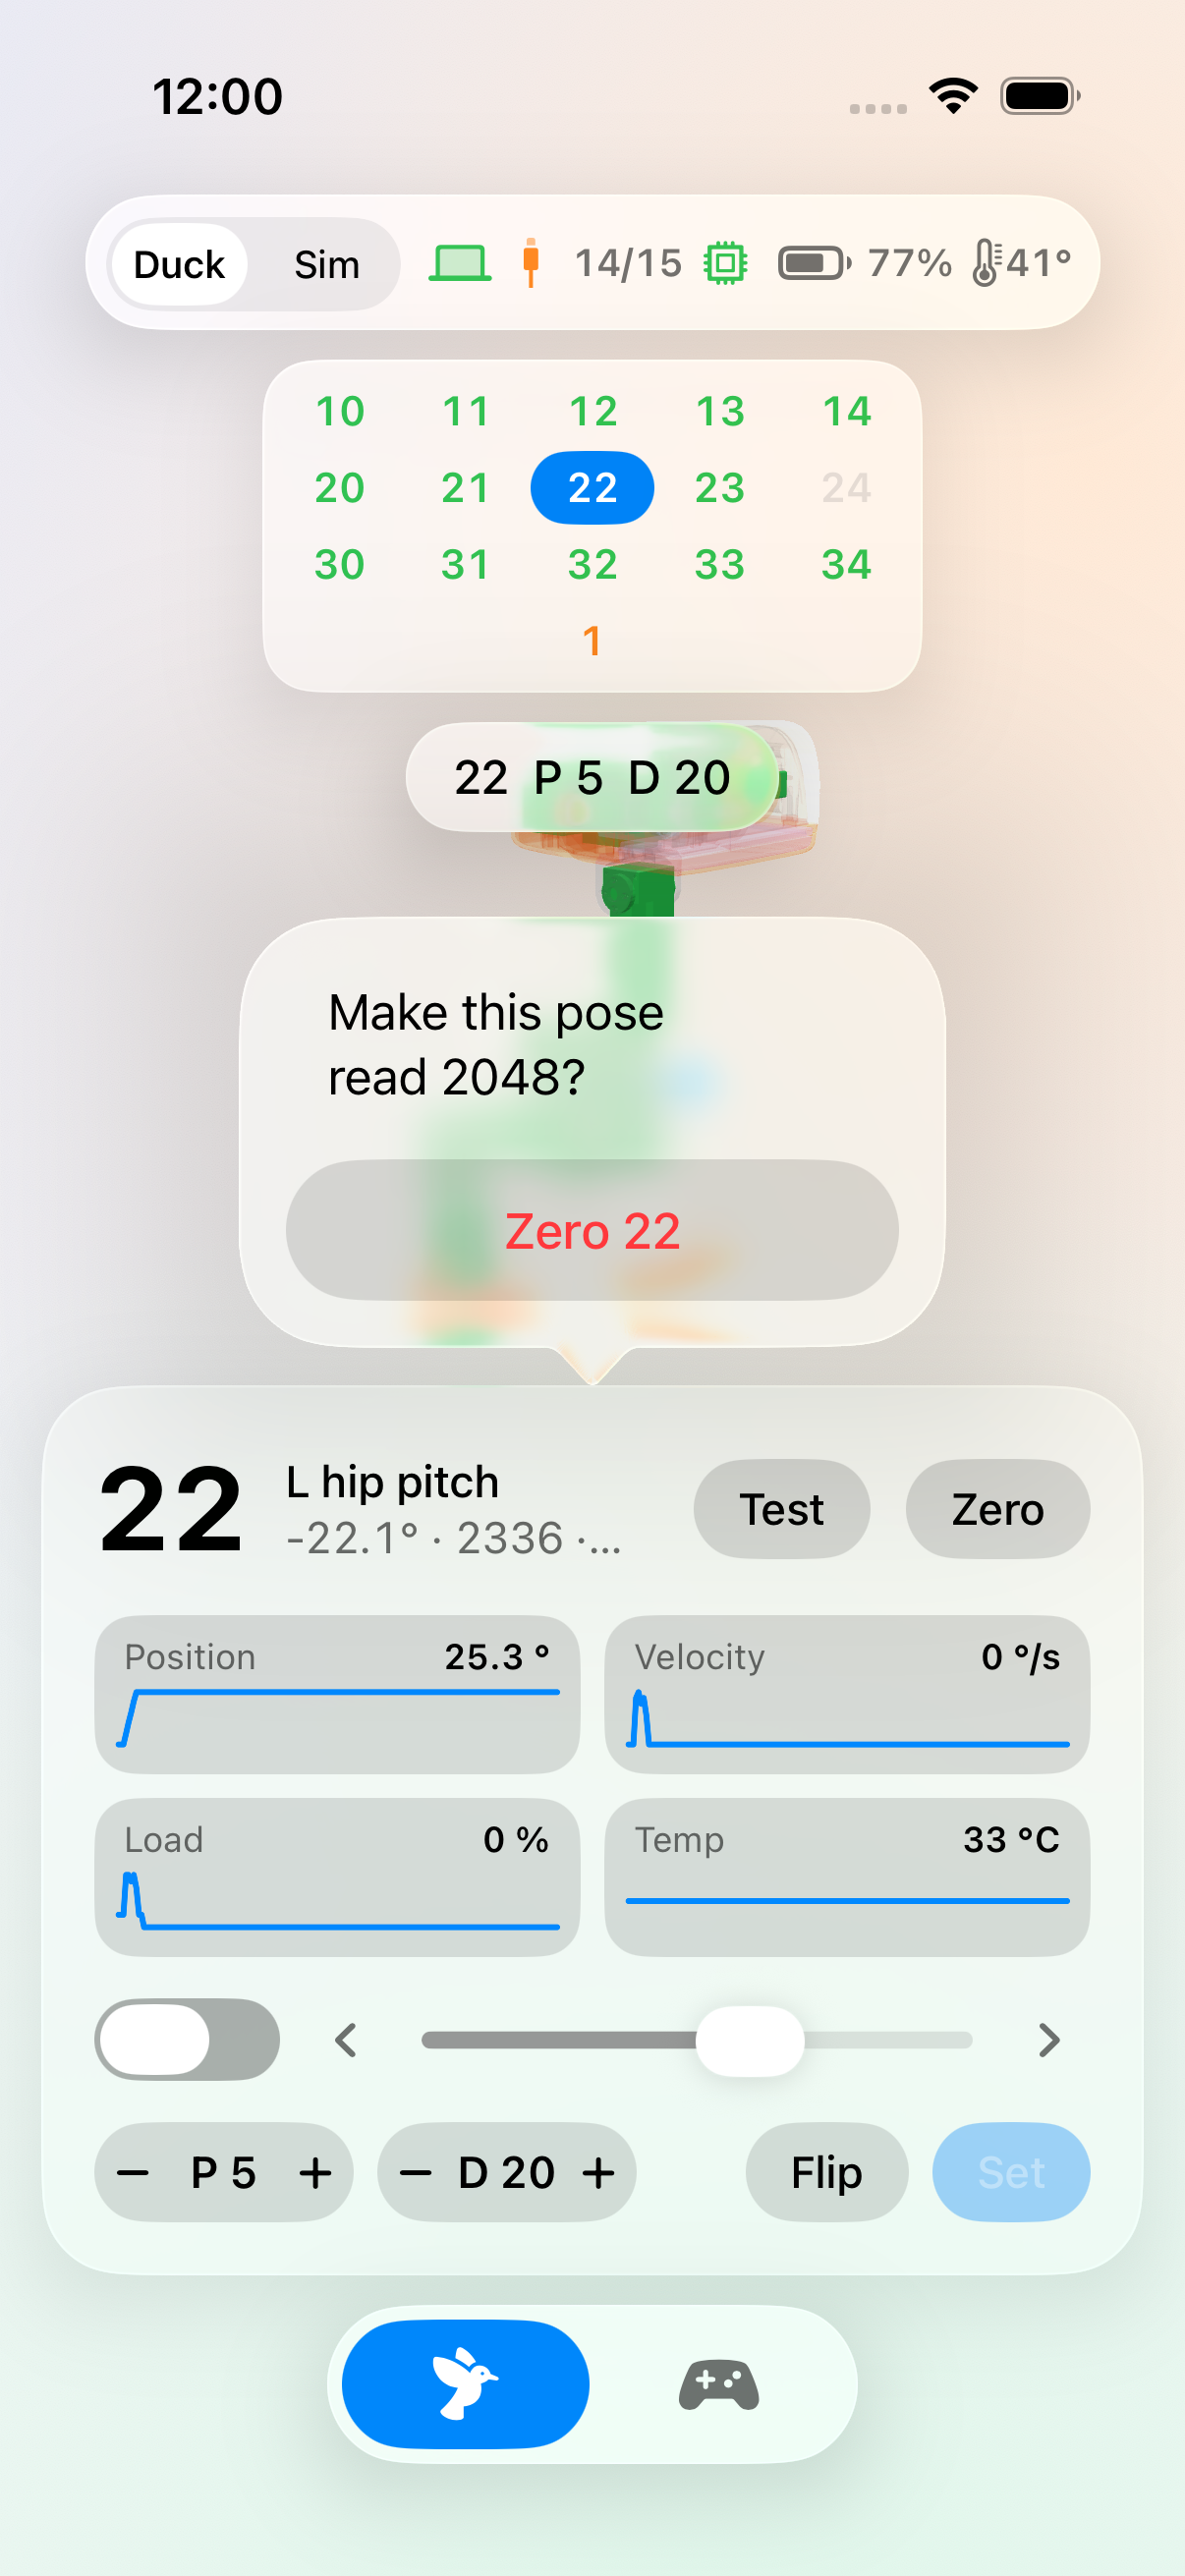 12:00
Duck Sim 14/15 77% 41°
10 11 12 13 14
20 21 22 23 24
30 31 32 33 34
1
22 P 5 D 20
Make this pose
read 2048?
Zero 22
22 L hip pitch Test Zero
-22.1° · 2336 ·...
Position 25.3 ° Velocity 0 °/s
Load 0 % Temp 33 °C
P 5 D 20 Flip Set